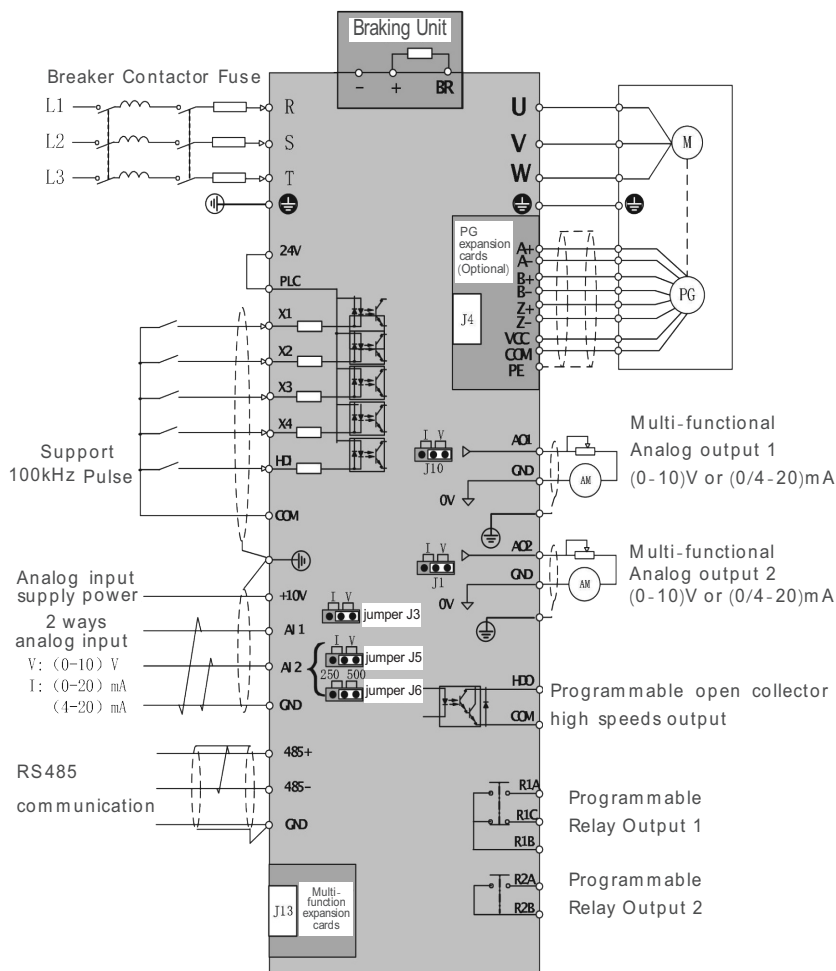 Braking Unit
- + BR
Breaker Contactor Fuse
L1
R
L2
S
L3
T
U
V
W
M
PG
expansion
cards
(Optional)
J4
A+
A-
B+
B-
Z+
Z-
VCC
COM
PE
PG
24V
PLC
X1
X2
X3
X4
HDI
COM
Support
100kHz Pulse
I V
J10
AO1
GND
0V
AM
Multi-functional
Analog output 1
(0-10)V or (0/4-20)mA
I V
J1
AO2
GND
0V
AM
Multi-functional
Analog output 2
(0-10)V or (0/4-20)mA
Analog input
supply power
+10V
2 ways
analog input
V: (0-10) V
I: (0-20) mA
(4-20) mA
AI1
AI2
GND
I V
jumper J3
I V
jumper J5
250 500
jumper J6
HDO
COM
Programmable open collector
high speeds output
RS485
communication
485+
485-
GND
R1A
R1C
R1B
Programmable
Relay Output 1
R2A
R2B
Programmable
Relay Output 2
J13
Multi-
function
expansion
cards